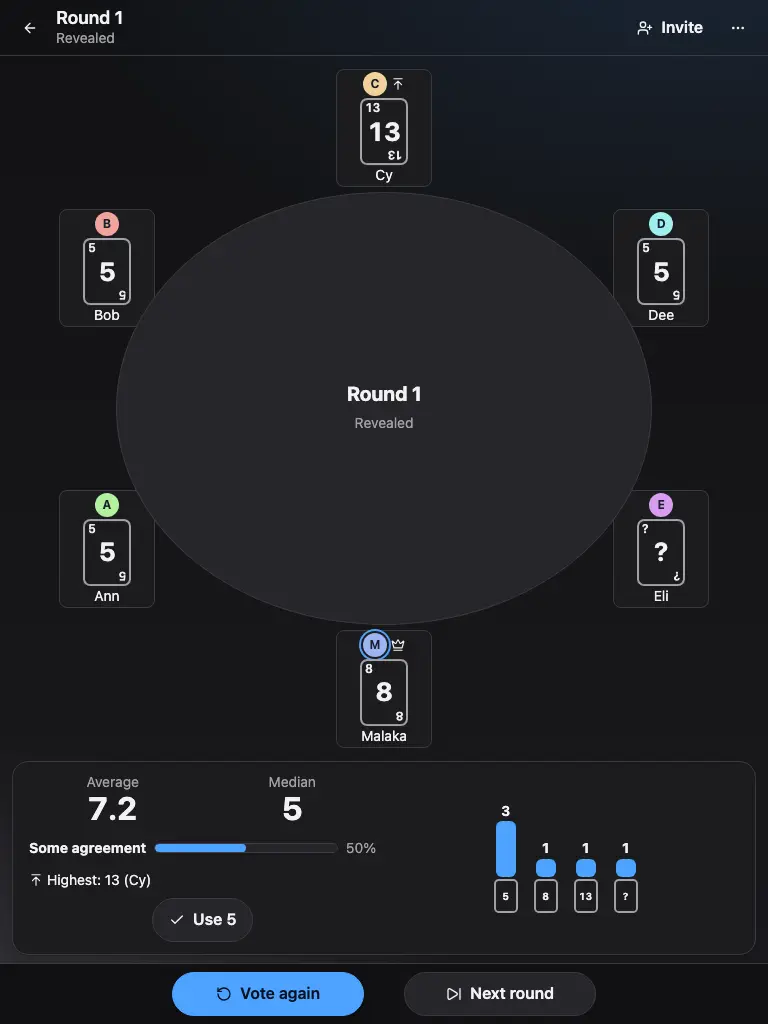 Round 1
Revealed
Invite
C
13
13
13
Cy
B
5
5
5
Bob
D
5
5
5
Dee
Round 1
Revealed
A
5
5
5
Ann
E
?
?
?
Eli
M
8
8
8
Malaka
Average
7.2
Median
5
Some agreement 50%
Highest: 13 (Cy)
Use 5
3
1
1
1
5
8
13
?
Vote again
Next round